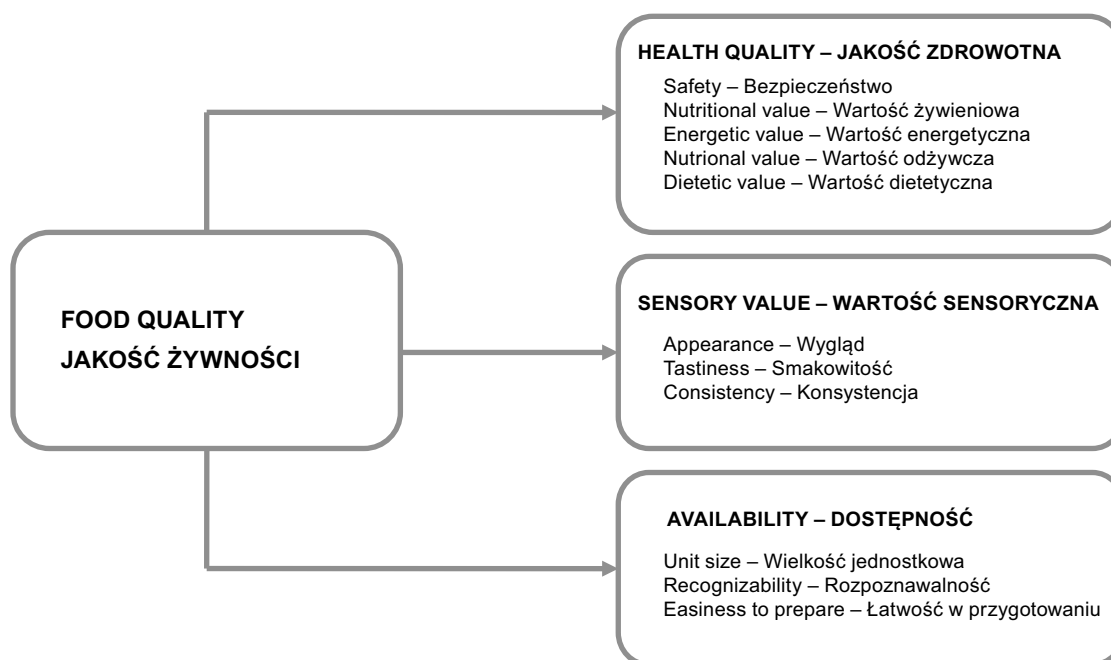 HEALTH QUALITY – JAKOŚĆ ZDROWOTNA
Safety – Bezpieczeństwo
Nutritional value – Wartość żywieniowa
Energetic value – Wartość energetyczna
Nutrional value – Wartość odżywcza
Dietetic value – Wartość dietetyczna
FOOD QUALITY
JAKOŚĆ ŻYWNOŚCI
SENSORY VALUE – WARTOŚĆ SENSORYCZNA
Appearance – Wygląd
Tastiness – Smakowitość
Consistency – Konsystencja
AVAILABILITY – DOSTĘPNOŚĆ
Unit size – Wielkość jednostkowa
Recognizability – Rozpoznawalność
Easiness to prepare – Łatwość w przygotowaniu